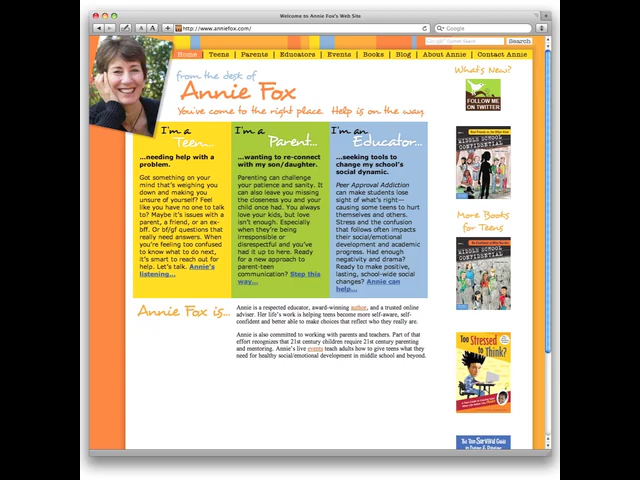 Welcome to Annie Fox's Web Site
http://www.anniefox.com/
Google
Search
Home | Teens | Parents | Educators | Events | Books | Blog | About Annie | Contact Annie
from the desk of
Annie Fox
You've come to the right place. Help is on the way.
I'm a
Teen...
...needing help with a
problem.
Got something on your
mind that's weighing you
down and making you
unsure of yourself? Feel
like you have no one to talk
to? Maybe it's issues with a
parent, a friend, or an ex-
bff. Or bf/gf questions that
really need answers. When
you're feeling too confused
to know what to do next,
it's smart to reach out for
help. Let's talk. Annie's
listening...
I'm a
Parent...
...wanting to re-connect
with my son/daughter.
Parenting can challenge
your patience and sanity. It
can also leave you missing
the closeness you and your
child once had. You always
love your kids, but love
isn't enough. Especially
when they're being
irresponsible or
disrespectful and you've
had it up to here. Ready
for a new approach to
parent-teen
communication? Step this
way...
I'm an
Educator...
...seeking tools to
change my school's
social dynamic.
Peer Approval Addiction
can make students lose
sight of what's right—
causing some teens to hurt
themselves and others.
Stress and the confusion
that follows often impacts
their social/emotional
development and academic
progress. Had enough
negativity and drama?
Ready to make positive,
lasting, school-wide social
changes? Annie can
help...
Annie Fox is...
Annie is a respected educator, award-winning author, and a trusted online
adviser. Her life's work is helping teens become more self-aware, self-
confident and better able to make choices that reflect who they really are.
Annie is also committed to working with parents and teachers. Part of that
effort recognizes that 21st century children require 21st century parenting
and mentoring. Annie's live events teach adults how to give teens what they
need for healthy social/emotional development in middle school and beyond.
What's New?
FOLLOW ME
ON TWITTER
MIDDLE SCHOOL
CONFIDENTIAL
More Books
for Teens
MIDDLE SCHOOL
CONFIDENTIAL
Too Stressed
to Think?
The Teen Survival Guide